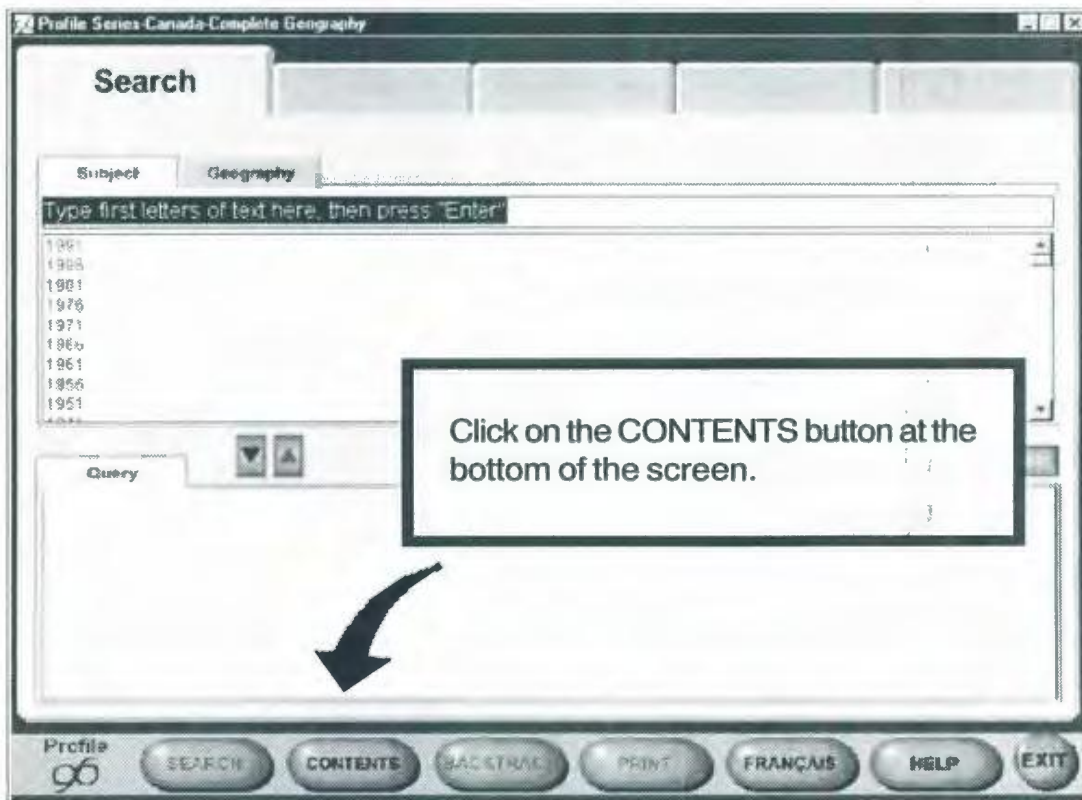 Profile Series-Canada-Complete Geography
Search
Subject Geography
Type first letters of text here, then press "Enter"
1991
1981
1976
1971
1966
1961
1956
1951
Click on the CONTENTS button at the
bottom of the screen.
Query
Profile
96
SEARCH CONTENTS BACKTRACK PRINT FRANÇAIS HELP EXIT